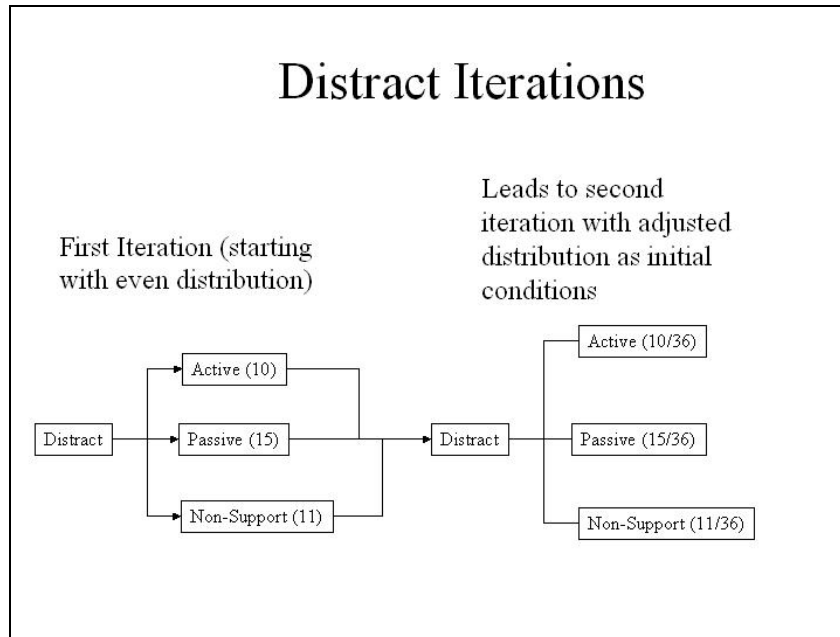 Distract Iterations
First Iteration (starting
with even distribution)
Leads to second
iteration with adjusted
distribution as initial
conditions
Distract
Active (10)
Passive (15)
Non-Support (11)
Distract
Active (10/36)
Passive (15/36)
Non-Support (11/36)